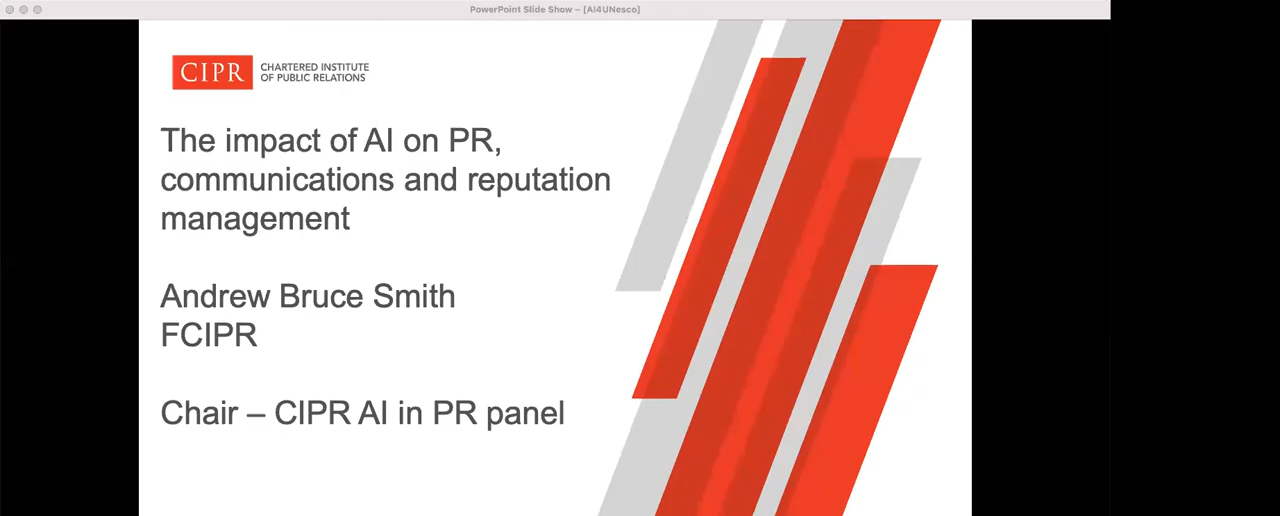 PowerPoint Slide Show – [Ai4UNesco]
CIPR
CHARTERED INSTITUTE
OF PUBLIC RELATIONS
The impact of AI on PR,
communications and reputation
management
Andrew Bruce Smith
FCIPR
Chair – CIPR AI in PR panel